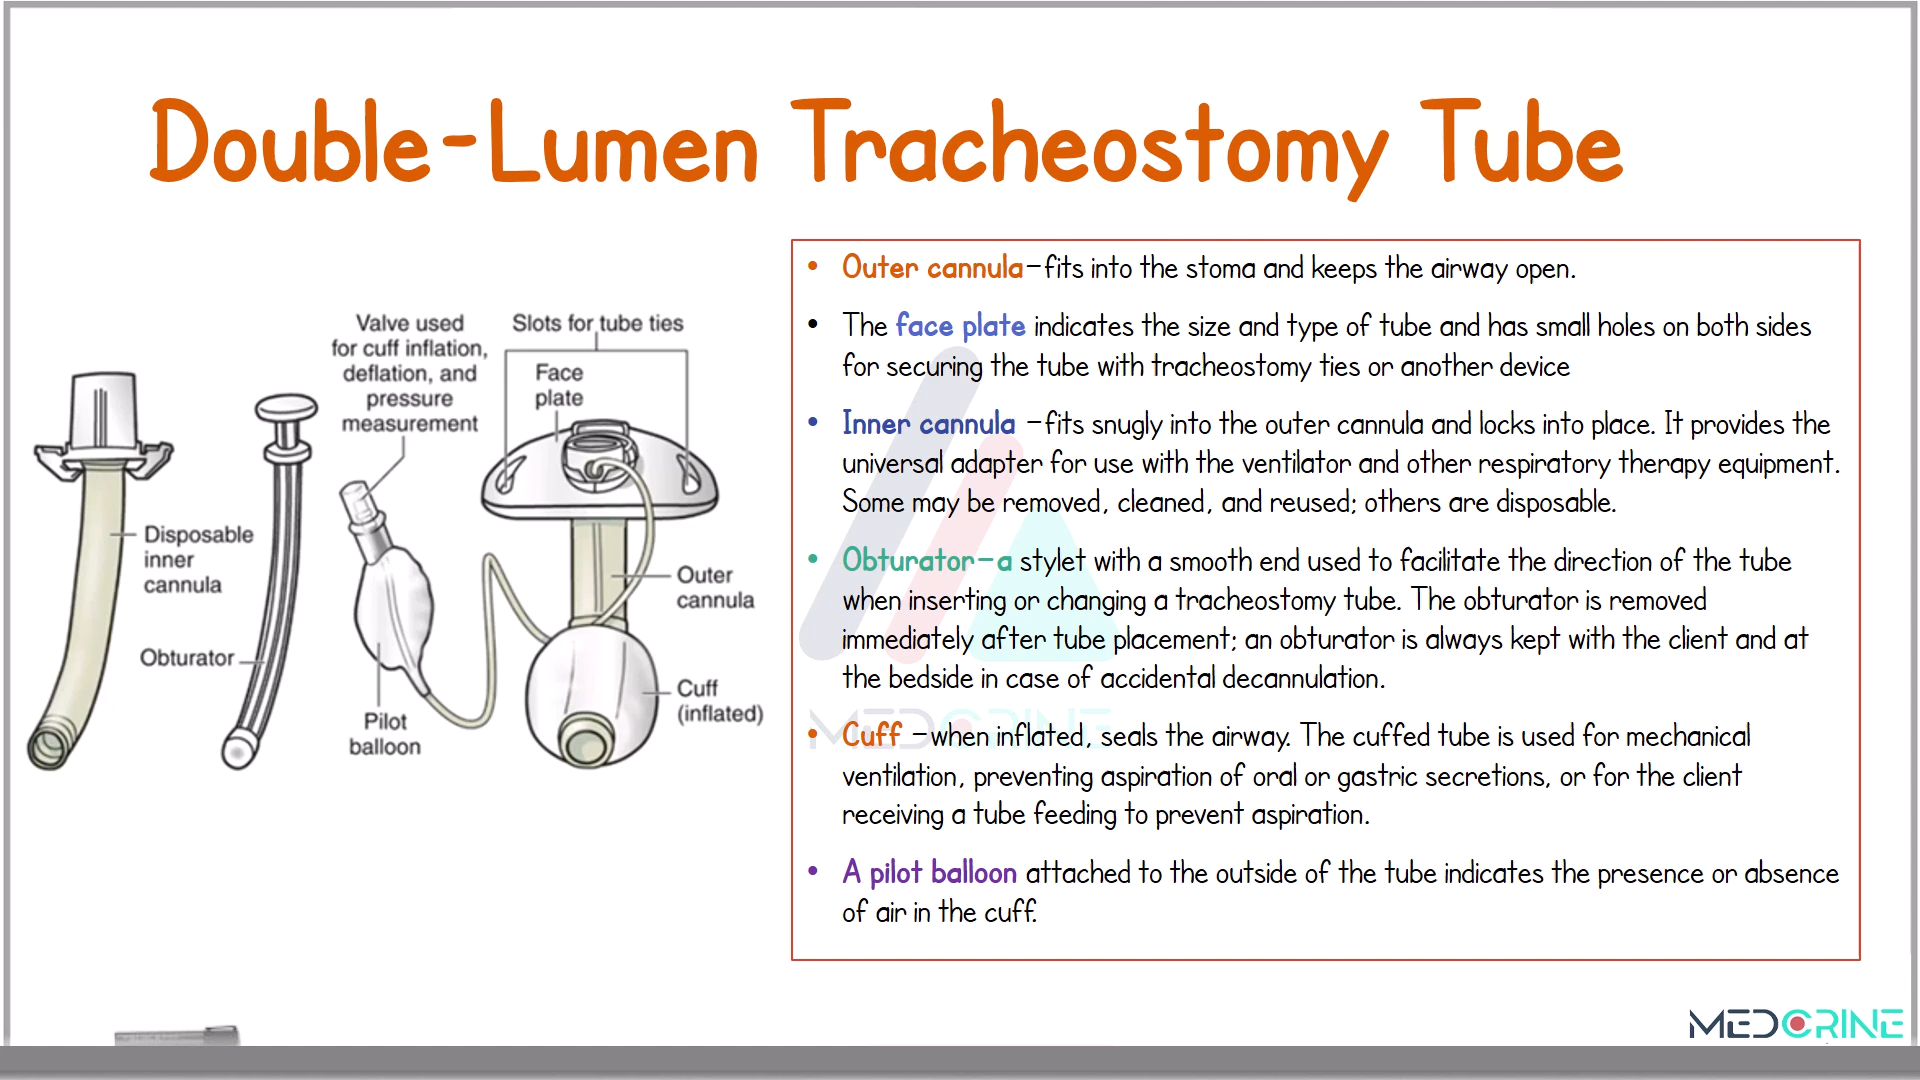 Double-Lumen Tracheostomy Tube
Valve used
for cuff inflation,
deflation, and
pressure
measurement
Slots for tube ties
Face
plate
Disposable
inner
cannula
Obturator
Pilot
balloon
Outer
cannula
Cuff
(inflated)
• Outer cannula–fits into the stoma and keeps the airway open.
• The face plate indicates the size and type of tube and has small holes on both sides
for securing the tube with tracheostomy ties or another device
• Inner cannula –fits snugly into the outer cannula and locks into place. It provides the
universal adapter for use with the ventilator and other respiratory therapy equipment.
Some may be removed, cleaned, and reused; others are disposable.
• Obturator–a stylet with a smooth end used to facilitate the direction of the tube
when inserting or changing a tracheostomy tube. The obturator is removed
immediately after tube placement; an obturator is always kept with the client and at
the bedside in case of accidental decannulation.
• Cuff –when inflated, seals the airway. The cuffed tube is used for mechanical
ventilation, preventing aspiration of oral or gastric secretions, or for the client
receiving a tube feeding to prevent aspiration.
• A pilot balloon attached to the outside of the tube indicates the presence or absence
of air in the cuff.
MEDCRINE
MEDCRINE